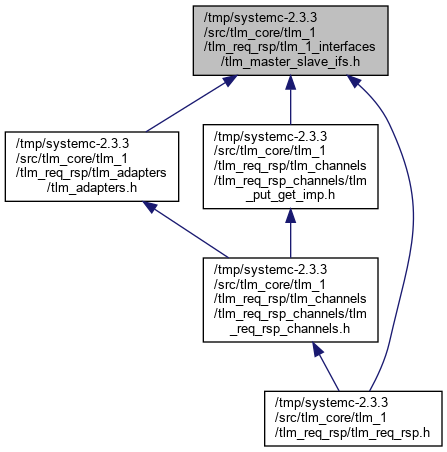 /tmp/systemc-2.3.3
/src/tlm_core/tlm_1
/tlm_req_rsp/tlm_1_interfaces
/tlm_master_slave_ifs.h
/tmp/systemc-2.3.3
/src/tlm_core/tlm_1
/tlm_req_rsp/tlm_adapters
/tlm_adapters.h
/tmp/systemc-2.3.3
/src/tlm_core/tlm_1
/tlm_req_rsp/tlm_channels
/tlm_req_rsp_channels/tlm
_put_get_imp.h
/tmp/systemc-2.3.3
/src/tlm_core/tlm_1
/tlm_req_rsp/tlm_channels
/tlm_req_rsp_channels/tlm
_req_rsp_channels.h
/tmp/systemc-2.3.3
/src/tlm_core/tlm_1
/tlm_req_rsp/tlm_req_rsp.h